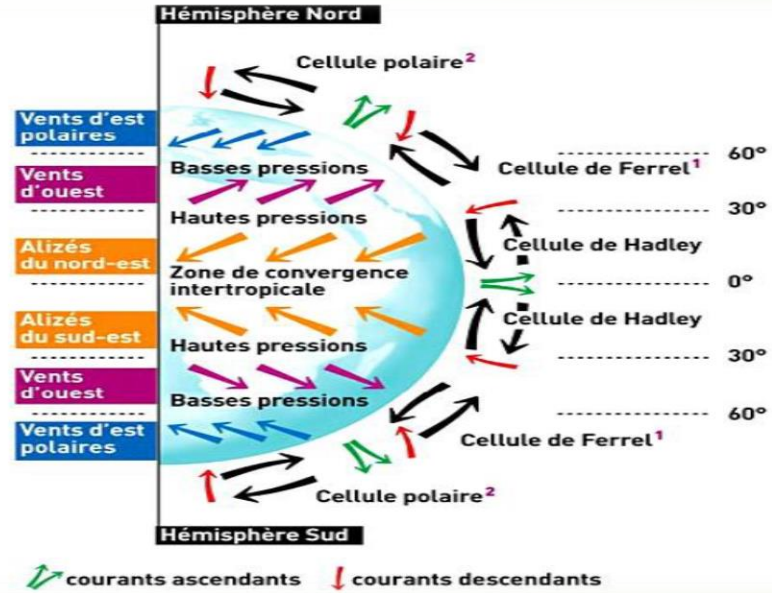 Hémisphère Nord
Cellule polaire²
Vents d'est
polaires
Basses pressions
60°
Cellule de Ferrel¹
Vents
d'ouest
Hautes pressions
30°
Alizés
du nord-est
Cellule de Hadley
Zone de convergence
intertropicale
0°
Alizés
du sud-est
Cellule de Hadley
Hautes pressions
30°
Vents
d'ouest
Basses pressions
60°
Vents d'est
polaires
Cellule de Ferrel¹
Cellule polaire²
Hémisphère Sud
courants ascendants
courants descendants